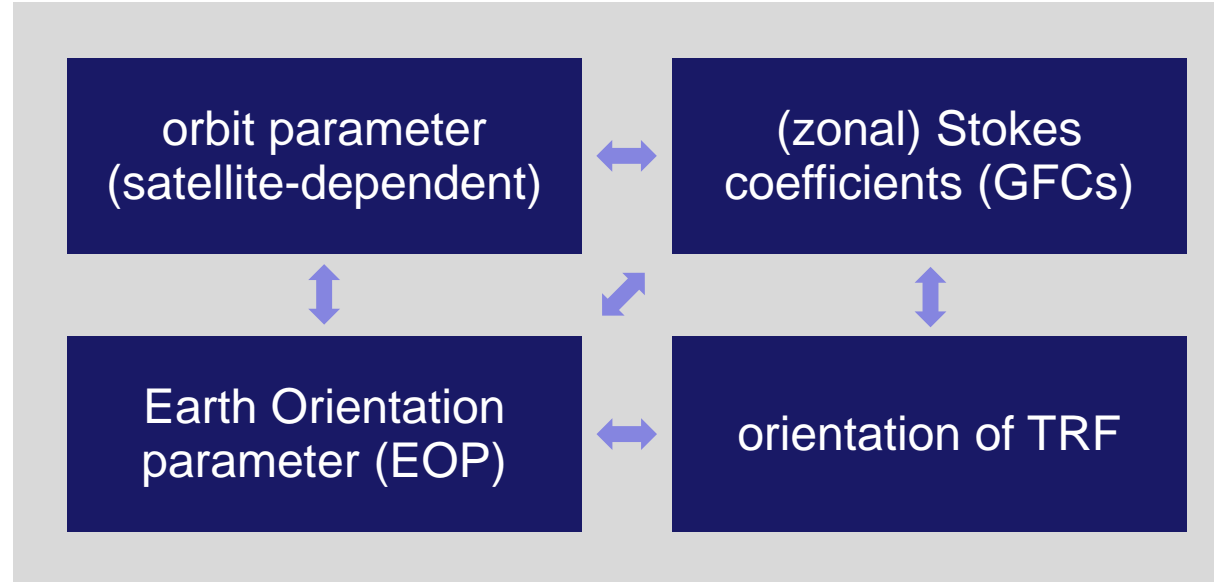 orbit parameter
(satellite-dependent)
(zonal) Stokes
coefficients (GFCs)
Earth Orientation
parameter (EOP)
orientation of TRF